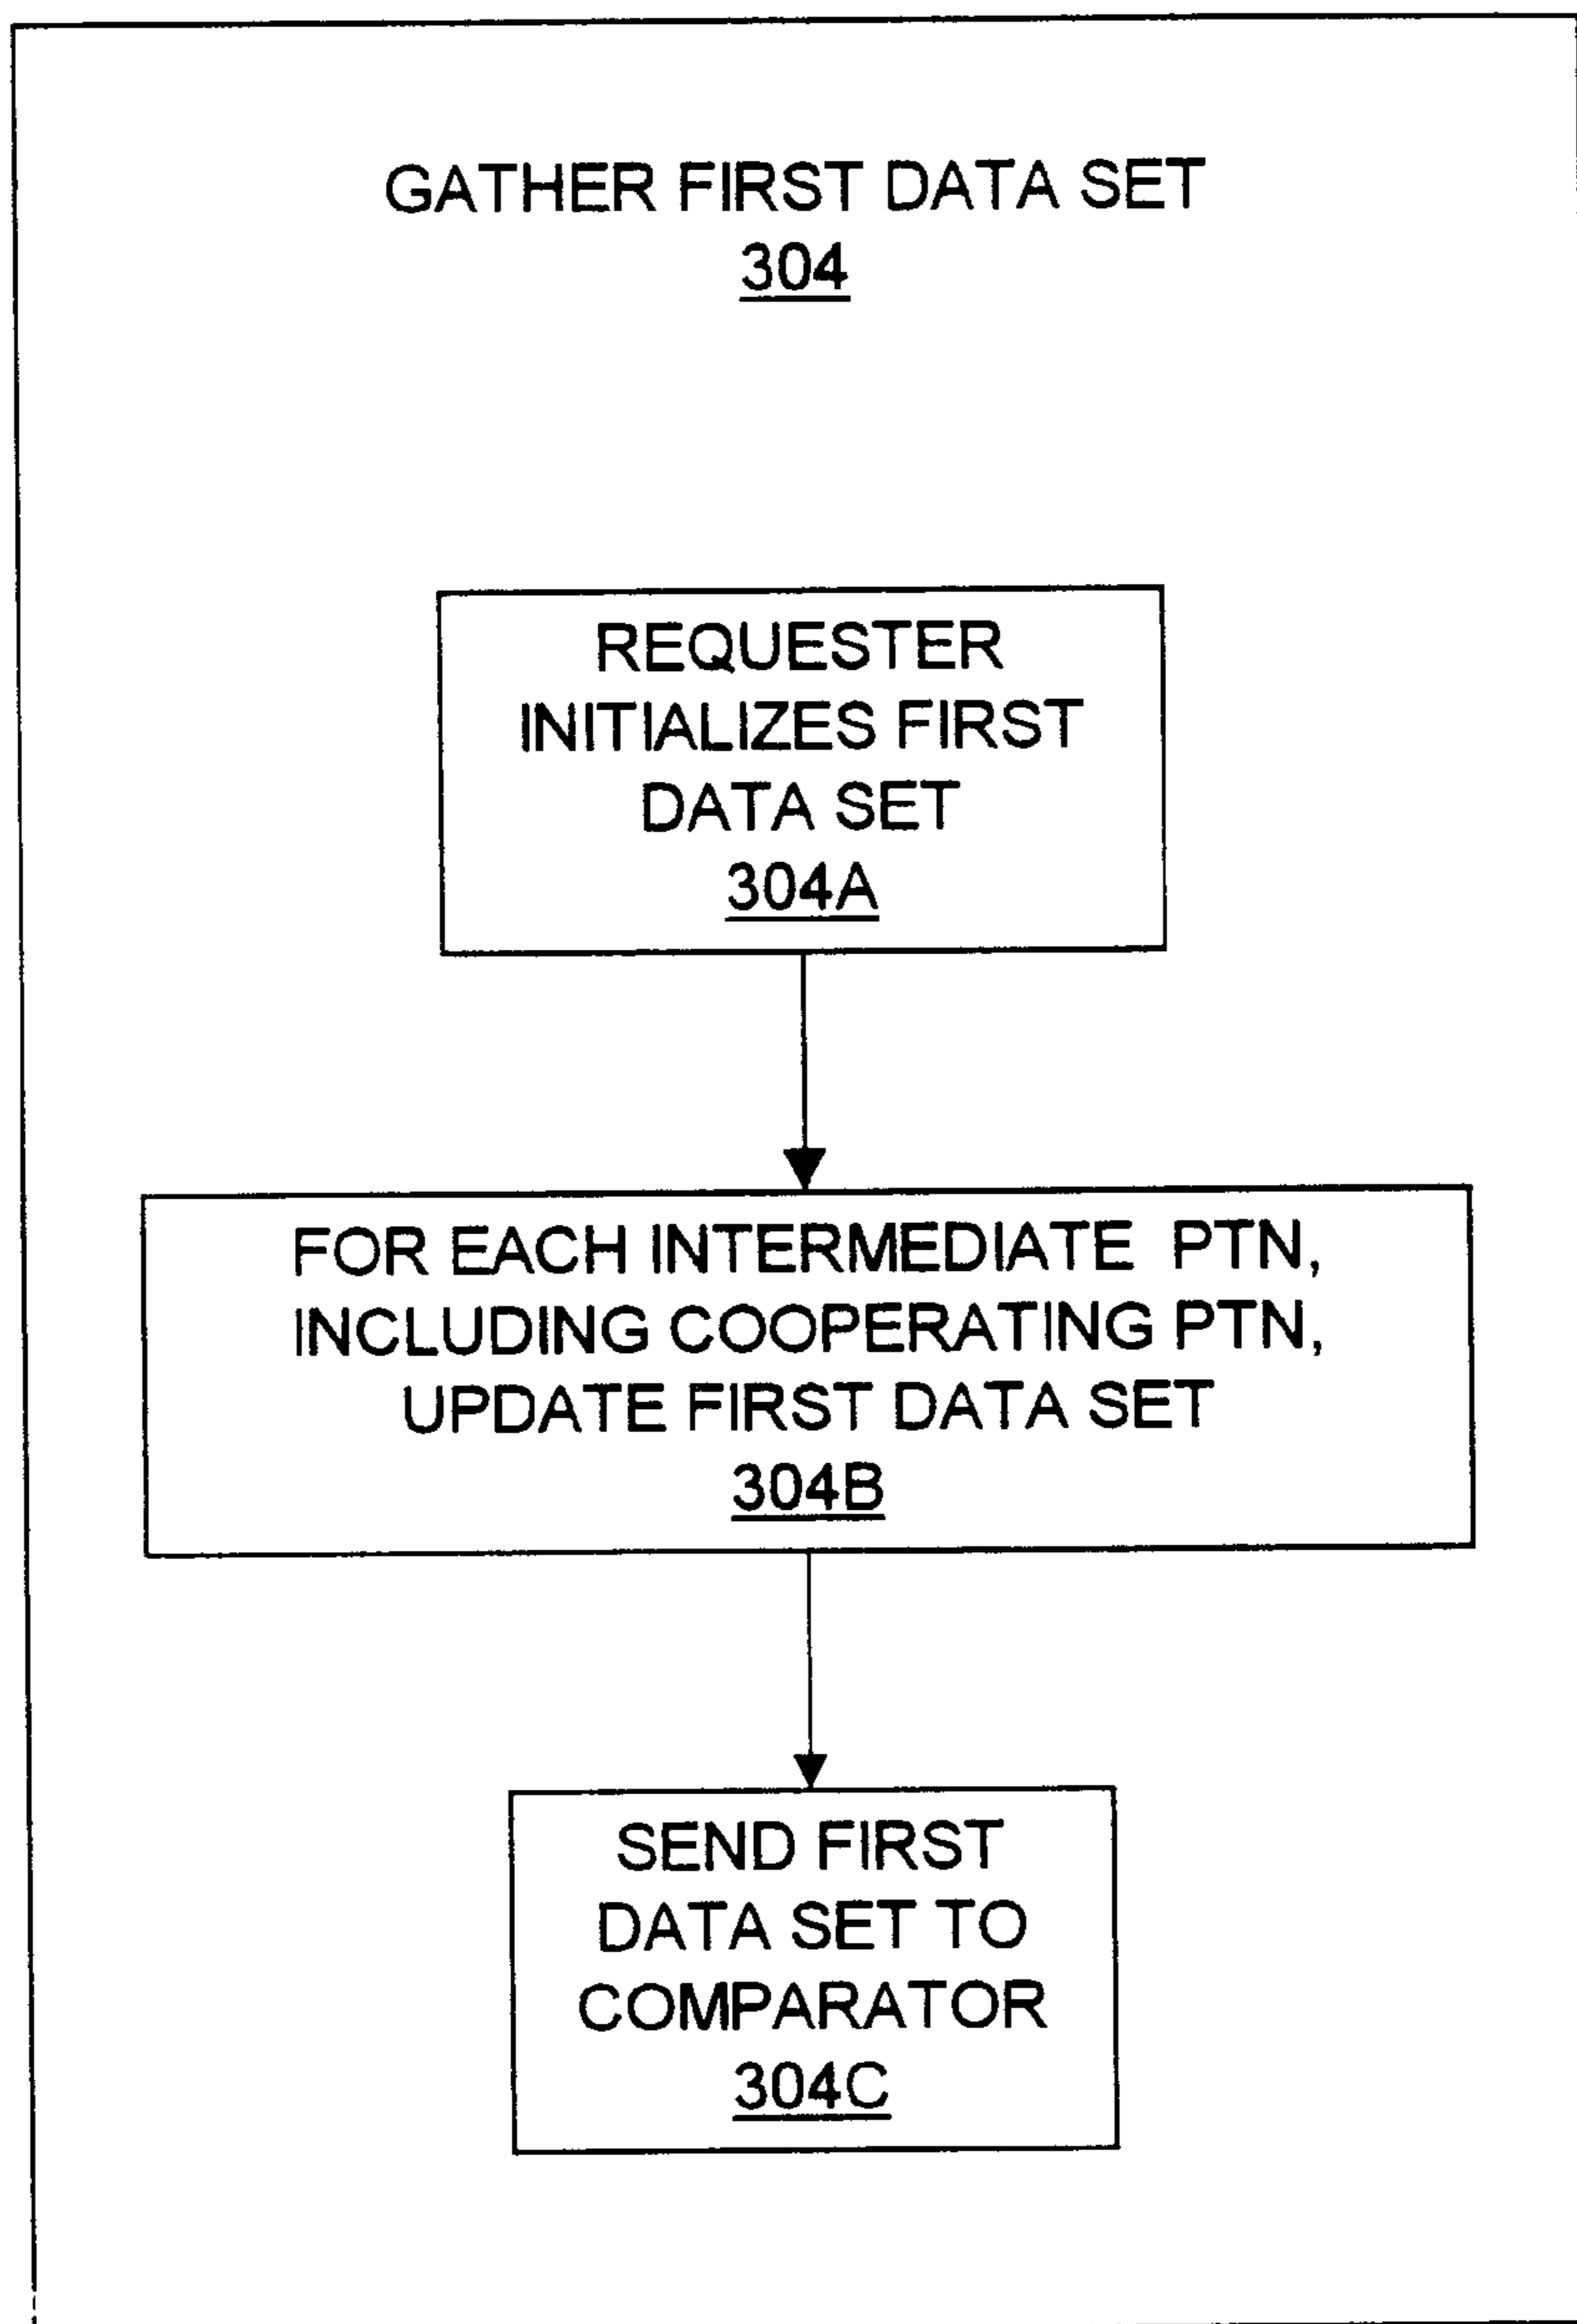 GATHER FIRST DATA SET
304
REQUESTER
INITIALIZES FIRST
DATA SET
304A
FOR EACH INTERMEDIATE PTN,
INCLUDING COOPERATING PTN,
UPDATE FIRST DATA SET
304B
SEND FIRST
DATA SET TO
COMPARATOR
304C